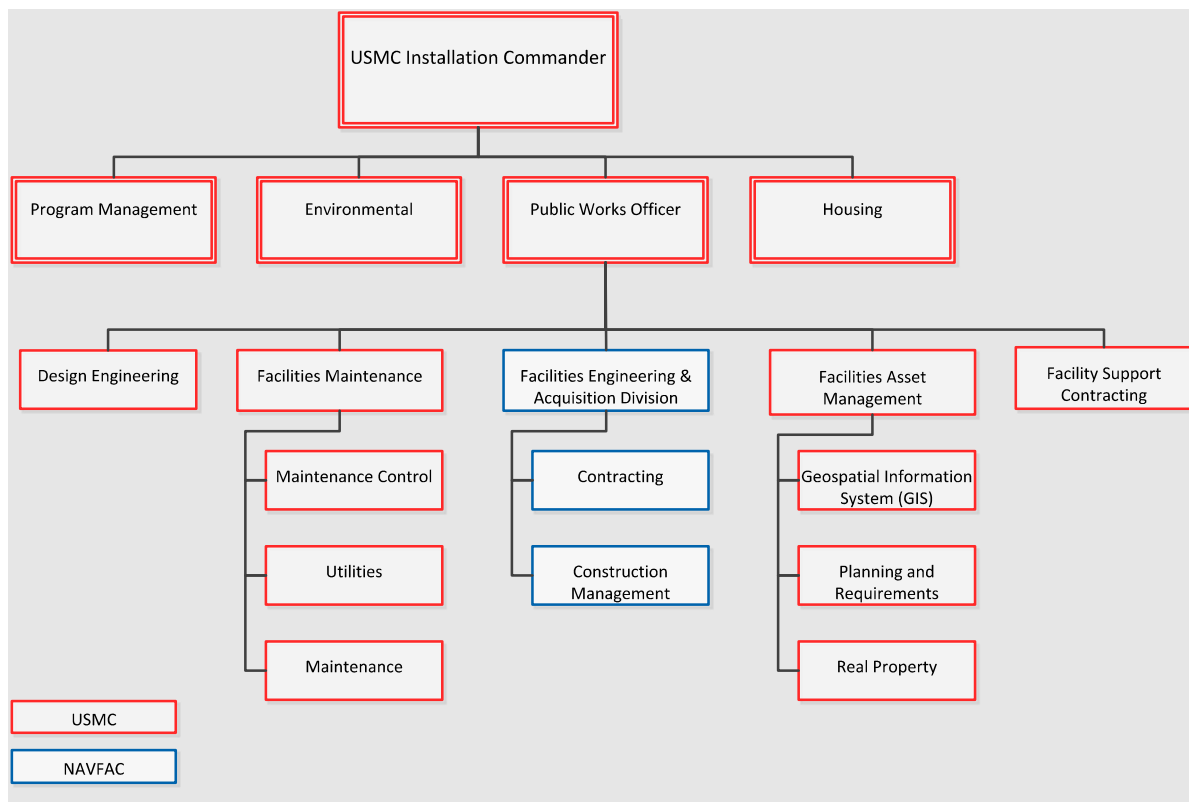 USMC Installation Commander
Program Management
Environmental
Public Works Officer
Housing
Design Engineering
Facilities Maintenance
Facilities Engineering &
Acquisition Division
Facilities Asset
Management
Facility Support
Contracting
Maintenance Control
Contracting
Geospatial Information
System (GIS)
Utilities
Construction
Management
Planning and
Requirements
Maintenance
Real Property
USMC
NAVFAC